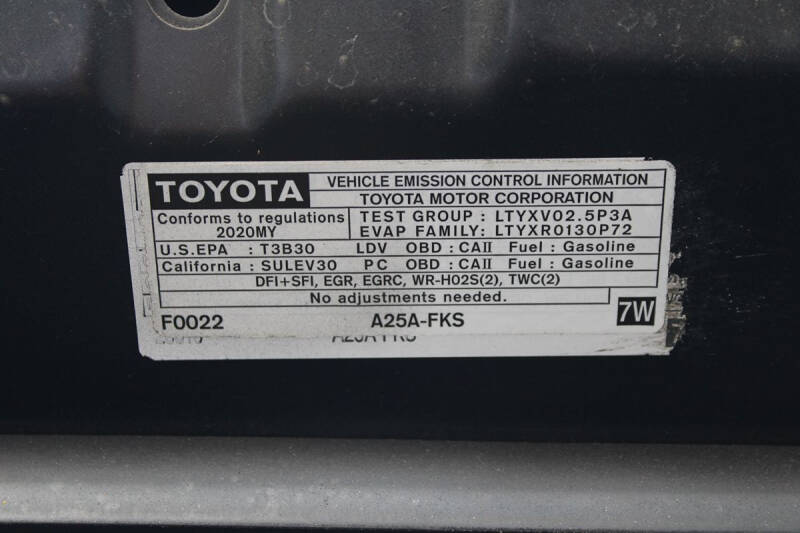 TOYOTA
VEHICLE EMISSION CONTROL INFORMATION
TOYOTA MOTOR CORPORATION
Conforms to regulations
2020MY
TEST GROUP : LTYXV02.5P3A
EVAP FAMILY: LTYXR0130P72
U.S.EPA : T3B30 LDV OBD : CAII Fuel : Gasoline
California : SULEV30 PC OBD : CAII Fuel : Gasoline
DFI+SFI, EGR, EGRC, WR-HO2S(2), TWC(2)
No adjustments needed.
F0022 A25A-FKS 7W
A25A-FKS